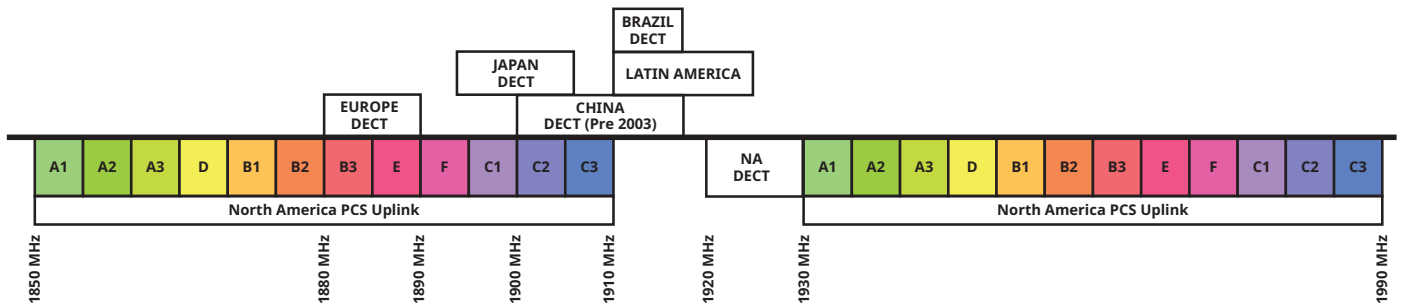 BRAZIL
DECT
JAPAN
DECT
LATIN AMERICA
EUROPE
DECT
CHINA
DECT (Pre 2003)
A1 A2 A3 D B1 B2 B3 E F C1 C2 C3
NA
DECT
A1 A2 A3 D B1 B2 B3 E F C1 C2 C3
North America PCS Uplink
North America PCS Uplink
1850 MHz
1880 MHz
1890 MHz
1900 MHz
1910 MHz
1920 MHz
1930 MHz
1990 MHz